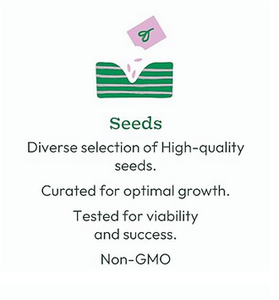 Seeds
Diverse selection of High-quality
seeds.
Curated for optimal growth.
Tested for viability
and success.
Non-GMO